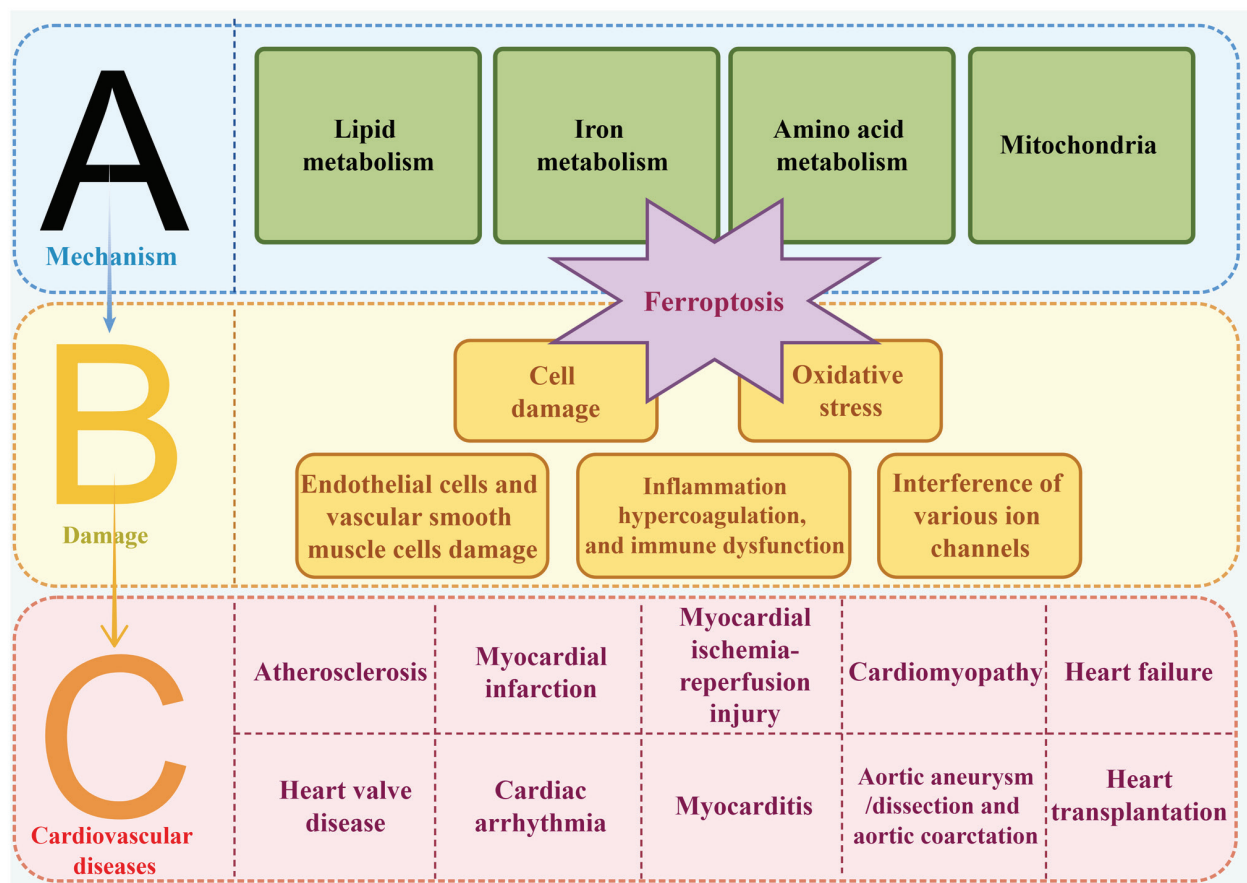 A
Mechanism
Lipid
metabolism
Iron
metabolism
Amino acid
metabolism
Mitochondria
Ferroptosis
B
Damage
Cell
damage
Oxidative
stress
Endothelial cells and
vascular smooth
muscle cells damage
Inflammation
hypercoagulation,
and immune dysfunction
Interference of
various ion
channels
C
Cardiovascular
diseases
Atherosclerosis
Myocardial
infarction
Myocardial
ischemia-
reperfusion
injury
Cardiomyopathy
Heart failure
Heart valve
disease
Cardiac
arrhythmia
Myocarditis
Aortic aneurysm
/dissection and
aortic coarctation
Heart
transplantation